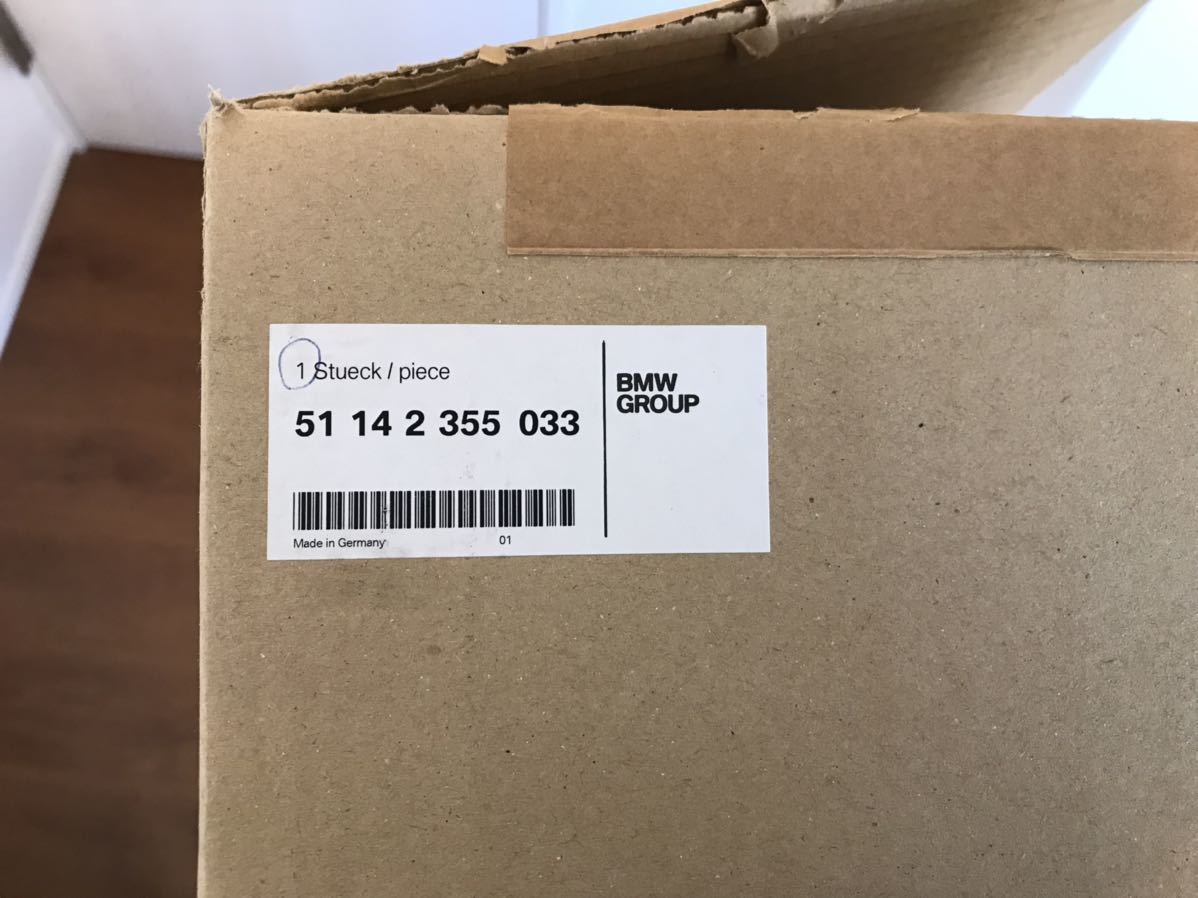 1 Stueck / piece
51 14 2 355 033
Made in Germany
01
BMW
GROUP